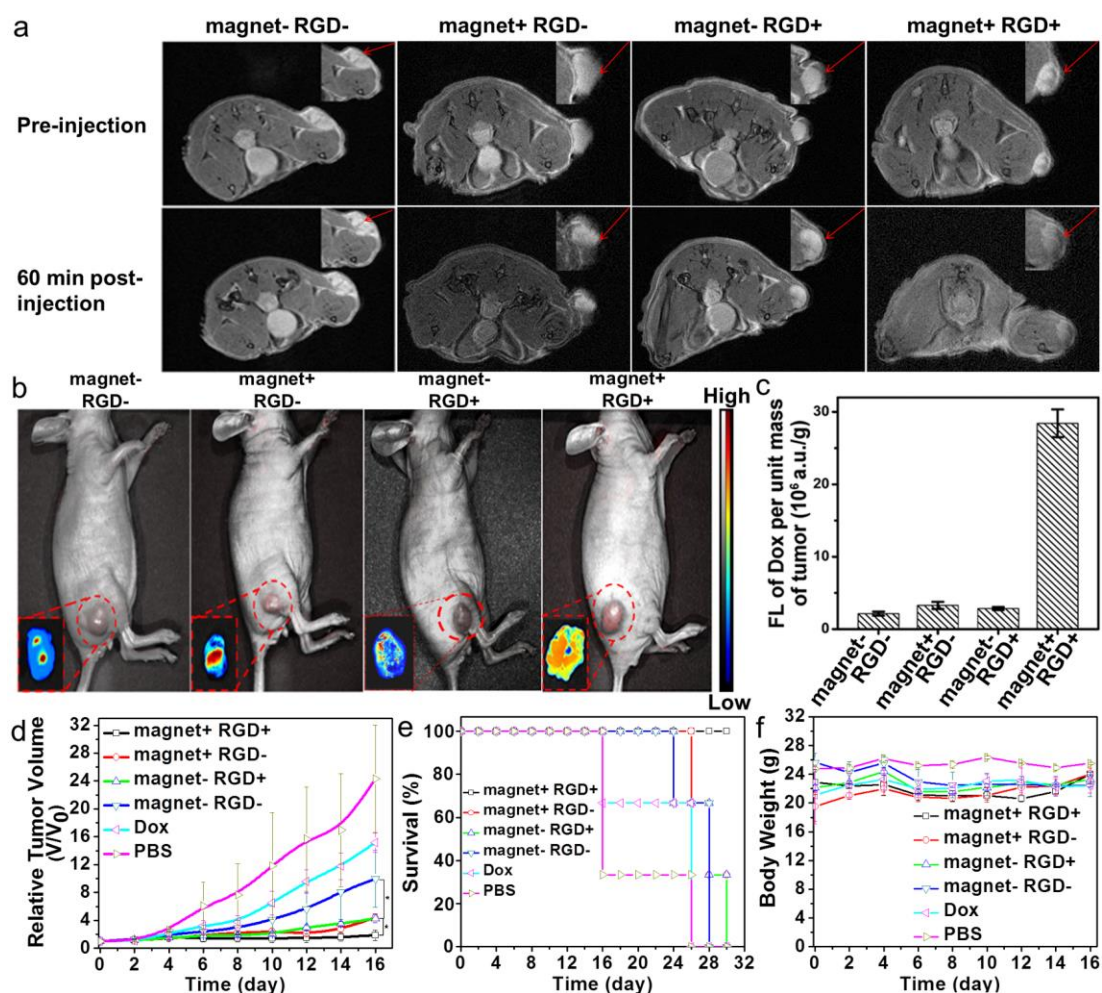 a
magnet- RGD-
magnet+ RGD-
magnet- RGD+
magnet+ RGD+
Pre-injection
60 min post-
injection
b
magnet-
RGD-
magnet+
RGD-
magnet-
RGD+
magnet+
RGD+
High
Low
c
FL of Dox per unit mass
of tumor (10⁶ a.u./g)
30
20
10
0
magnet-
RGD-
magnet+
RGD-
magnet-
RGD+
magnet+
RGD+
d
Relative Tumor Volume
(V/V₀)
32
28
24
20
16
12
8
4
0
magnet+ RGD+
magnet+ RGD-
magnet- RGD+
magnet- RGD-
Dox
PBS
*
*
0 2 4 6 8 10 12 14 16
Time (day)
e
Survival (%)
100
80
60
40
20
0
magnet+ RGD+
magnet+ RGD-
magnet- RGD+
magnet- RGD-
Dox
PBS
0 4 8 12 16 20 24 28 32
Time (day)
f
Body Weight (g)
32
28
24
20
16
12
8
4
0
magnet+ RGD+
magnet+ RGD-
magnet- RGD+
magnet- RGD-
Dox
PBS
0 2 4 6 8 10 12 14 16
Time (day)